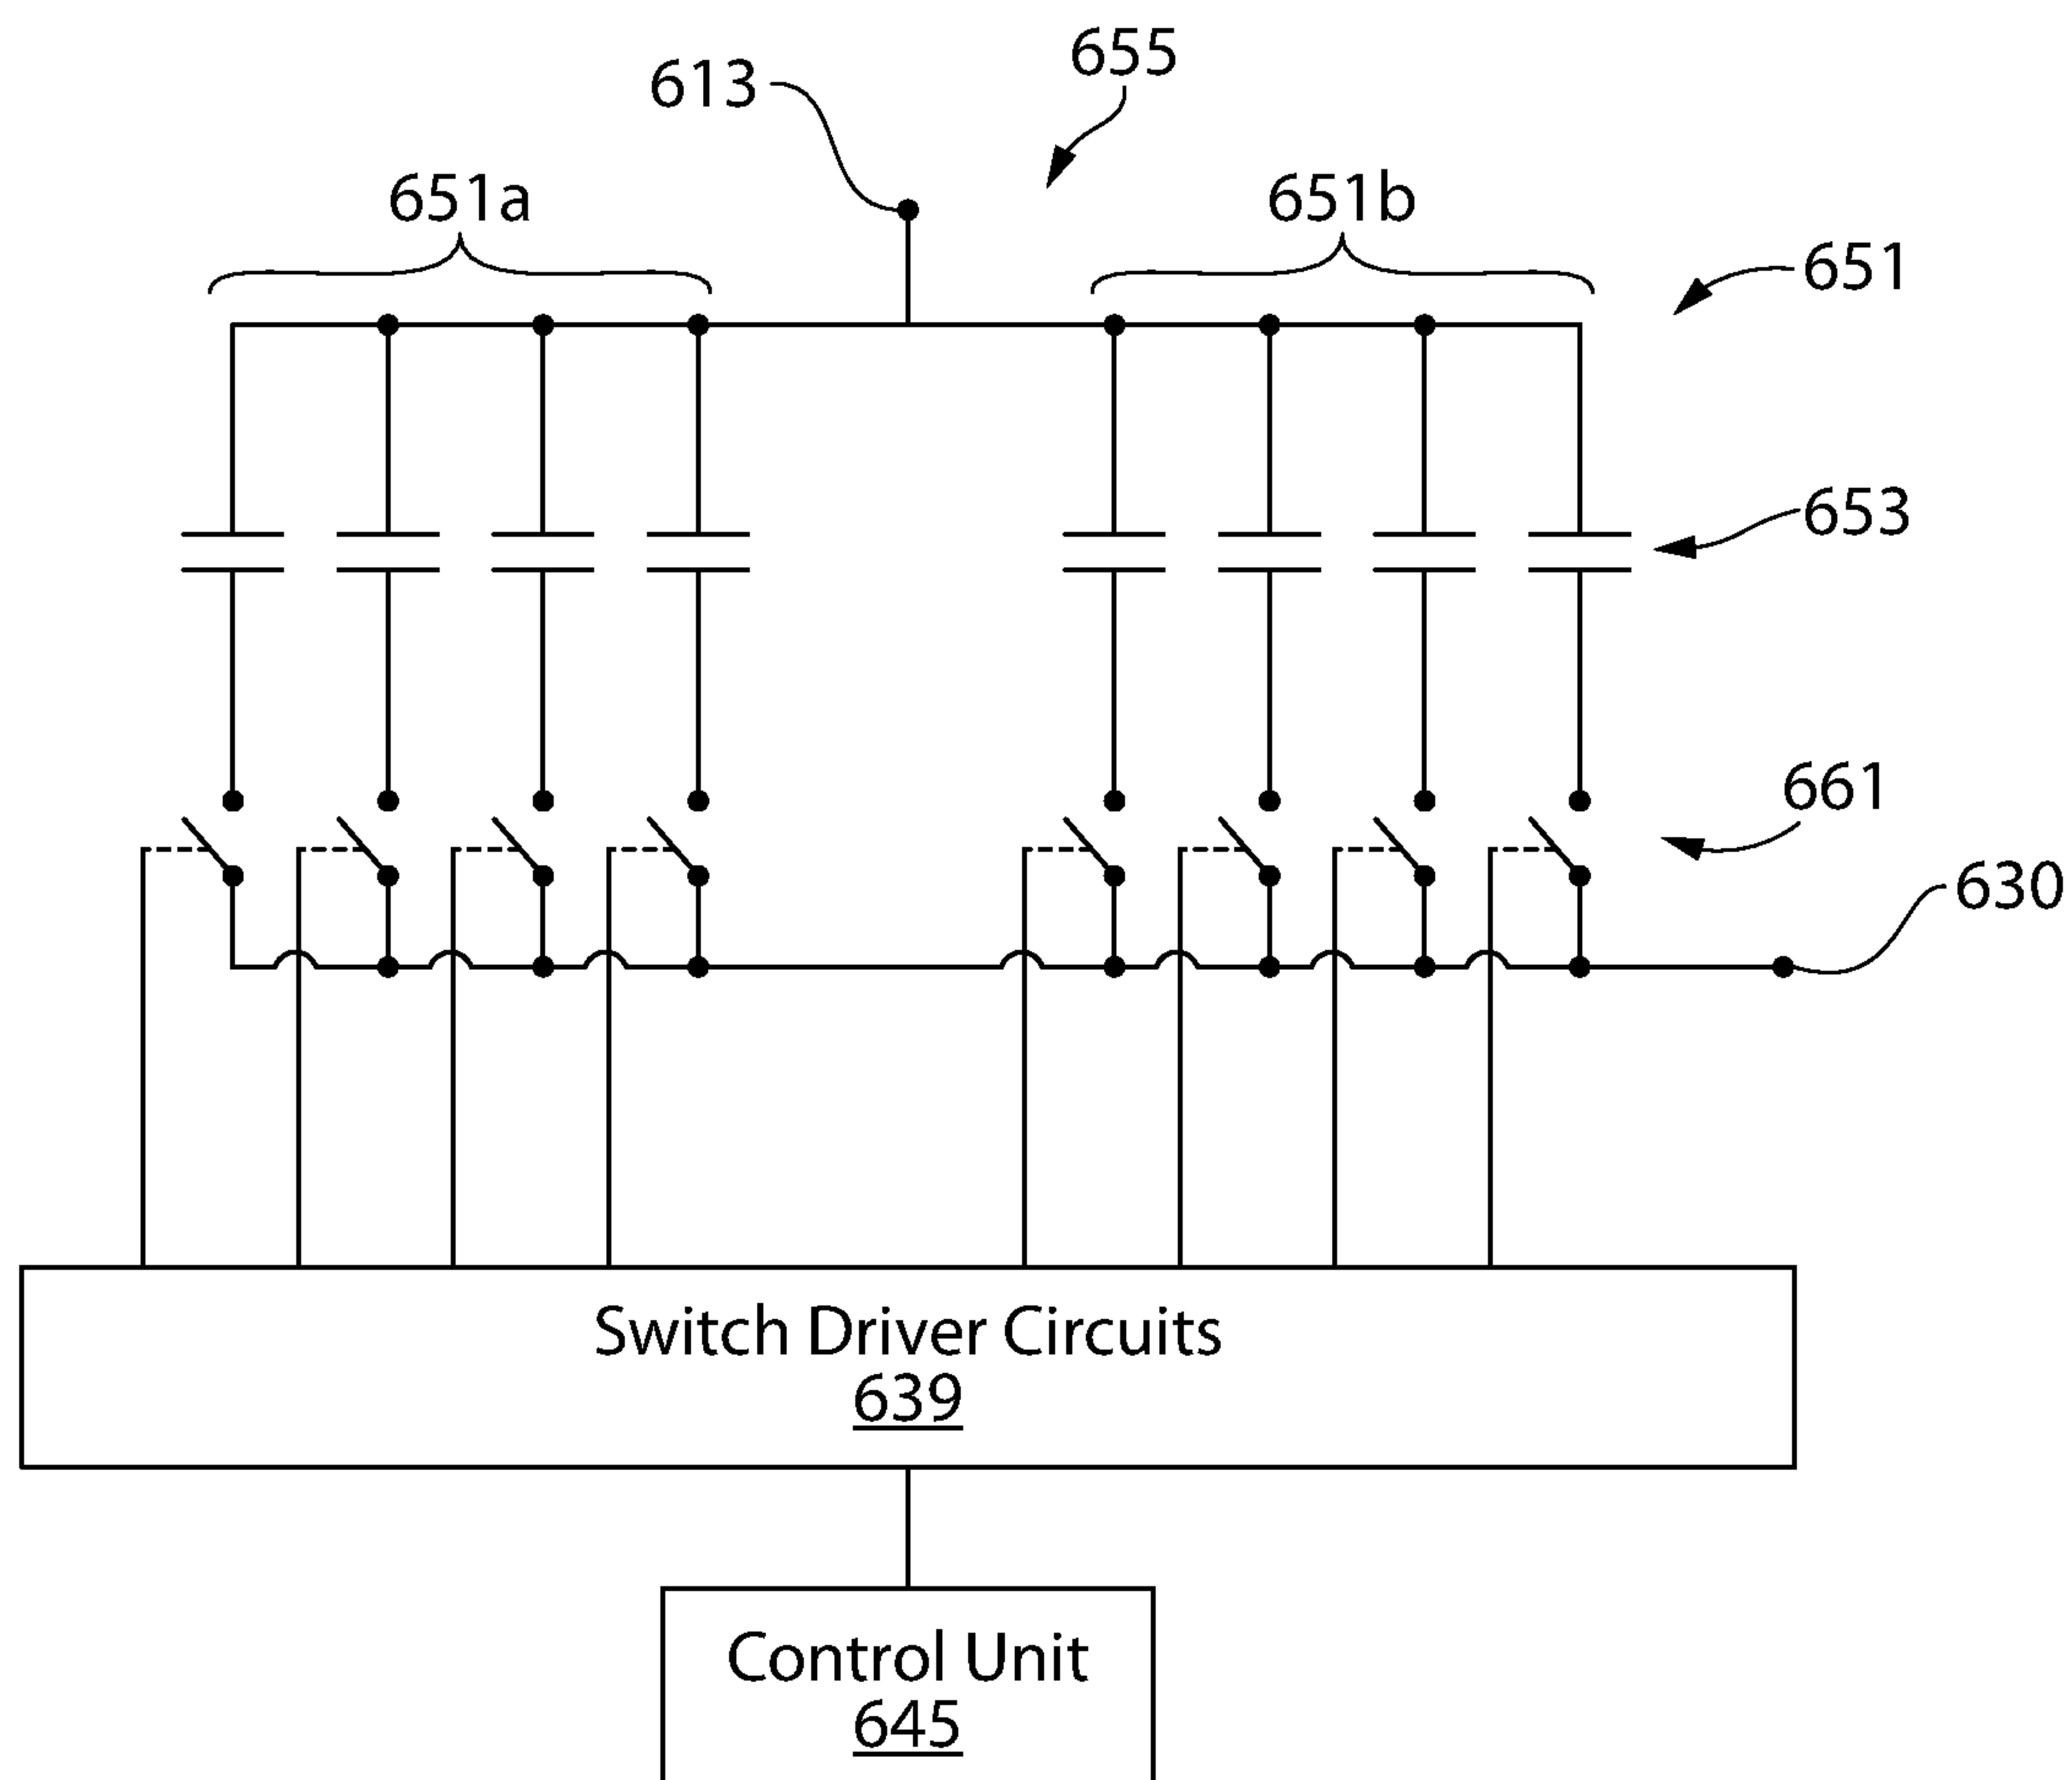 655
613
651a
651b
651
653
661
630
Switch Driver Circuits
639
Control Unit
645